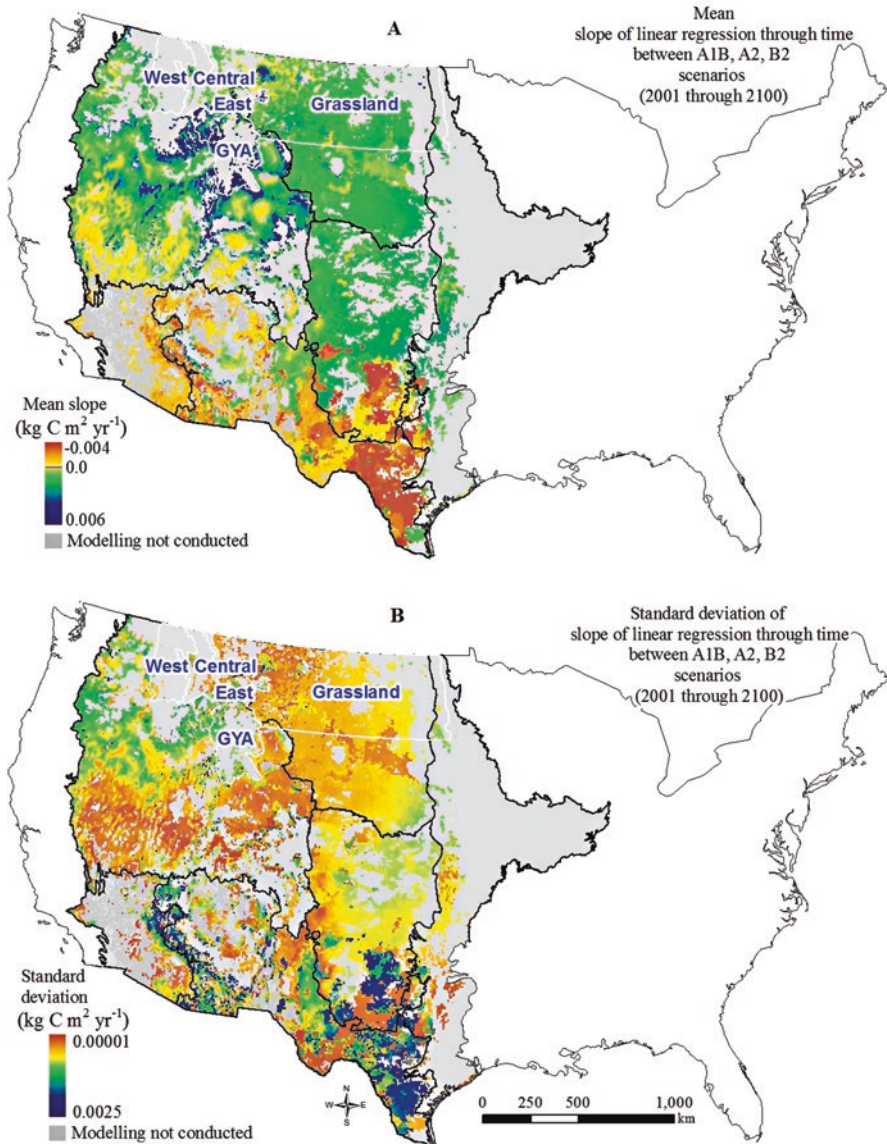 A
Mean
slope of linear regression through time
between A1B, A2, B2
scenarios
(2001 through 2100)
West Central
East
Grassland
GYA
Mean slope
(kg C m² yr⁻¹)
-0.004
0.0
0.006
Modelling not conducted
B
Standard deviation of
slope of linear regression through time
between A1B, A2, B2
scenarios
(2001 through 2100)
West Central
East
Grassland
GYA
Standard
deviation
(kg C m² yr⁻¹)
0.00001
0.0025
Modelling not conducted
N
W E
S
0 250 500 1,000
km